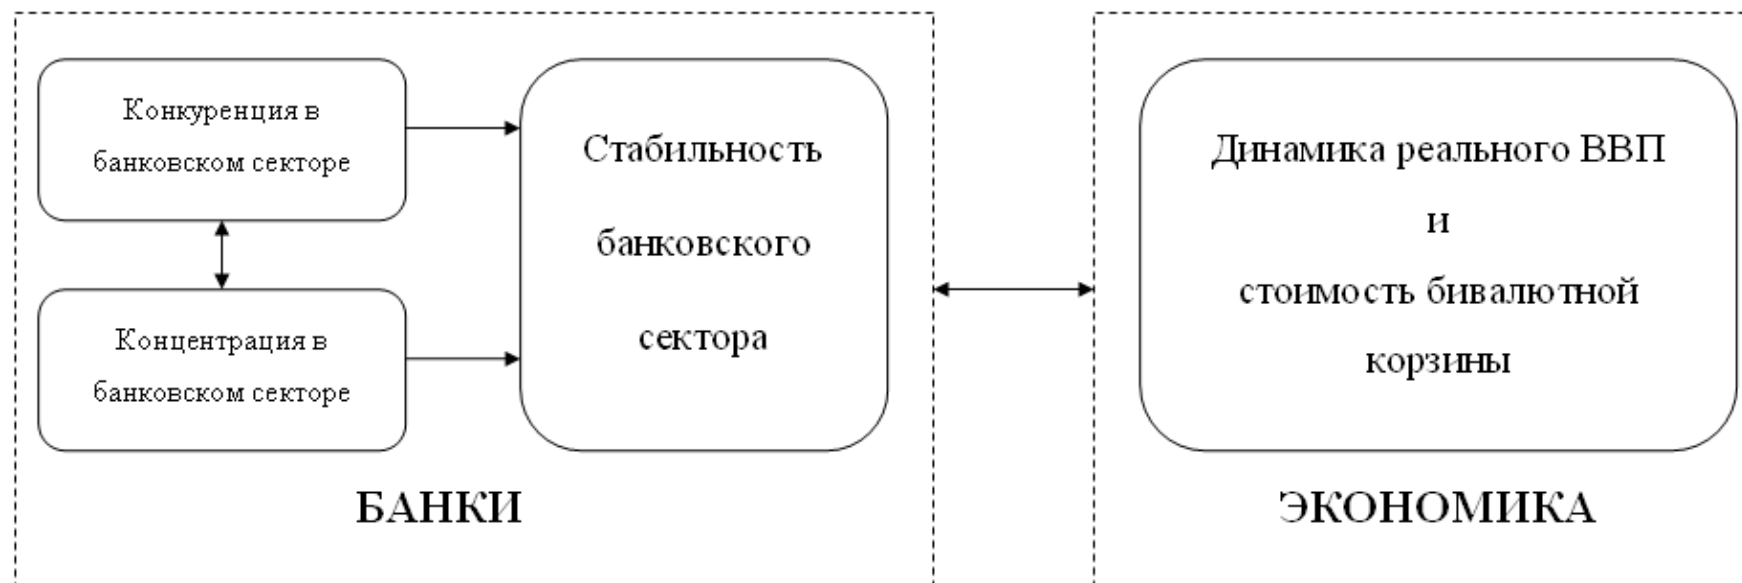 Конкуренция в
банковском секторе
Концентрация в
банковском секторе
Стабильность
банковского
сектора
БАНКИ
Динамика реального ВВП
и
стоимость бивалютной
корзины
ЭКОНОМИКА